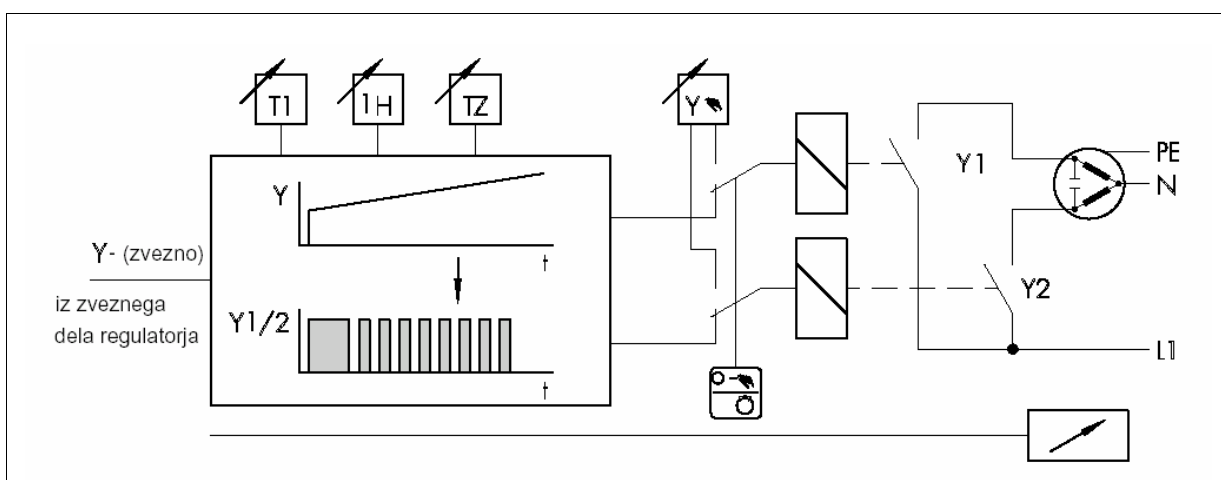 T1 1H TZ Y
Y
t
Y1/2
t
Y- (zvezno)
iz zveznega
dela regulatorja
Y1
Y2
PE
N
L1